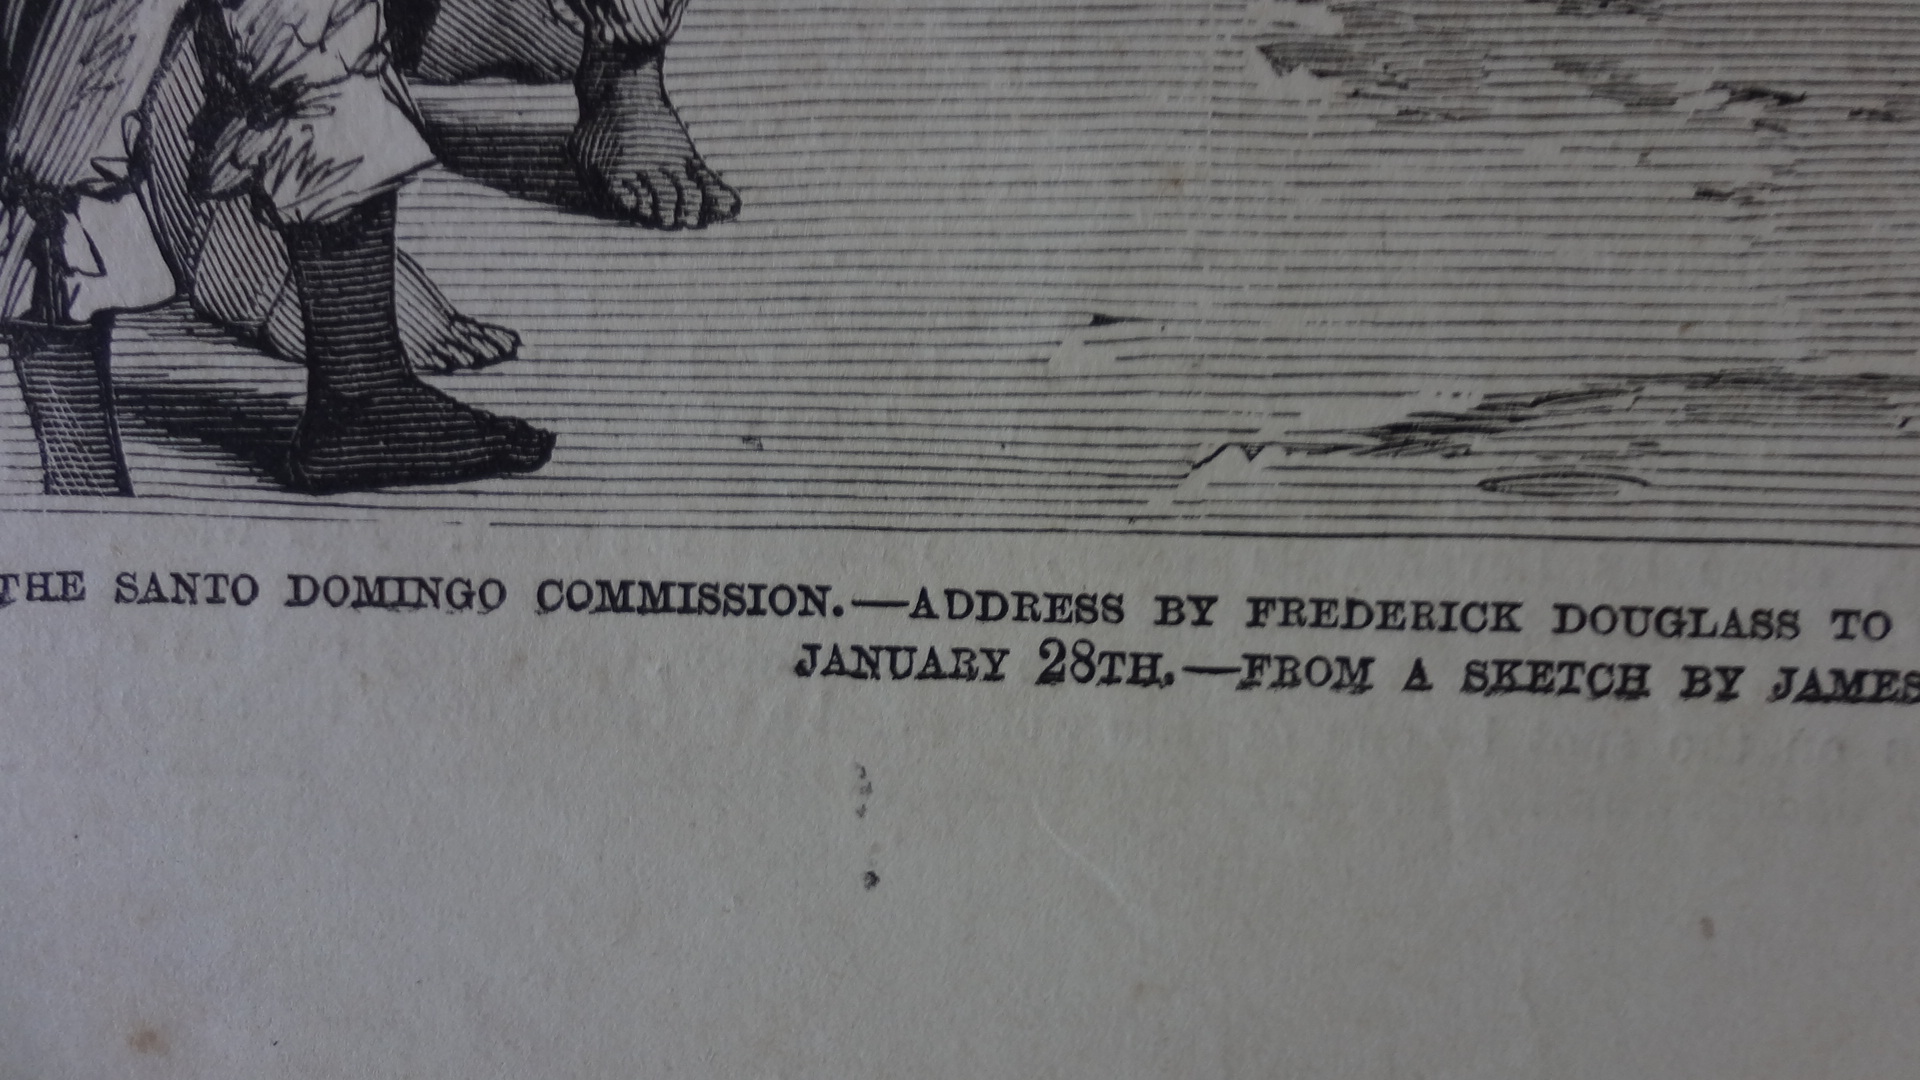 THE SANTO DOMINGO COMMISSION.—ADDRESS BY FREDERICK DOUGLASS TO
JANUARY 28TH.—FROM A SKETCH BY JAMES